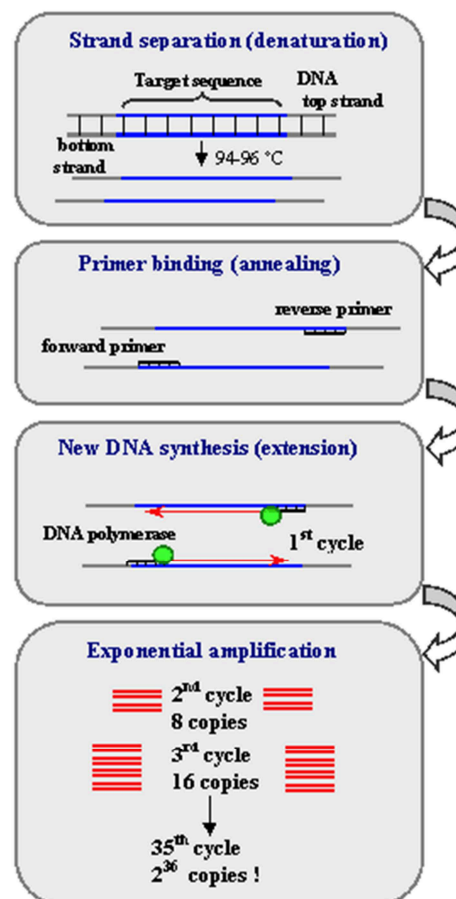 Strand separation (denaturation)
Target sequence
DNA
top strand
bottom
strand
94-96 °C
Primer binding (annealing)
reverse primer
forward primer
New DNA synthesis (extension)
DNA polymerase
1st cycle
Exponential amplification
2nd cycle
8 copies
3rd cycle
16 copies
35th cycle
2^36 copies !